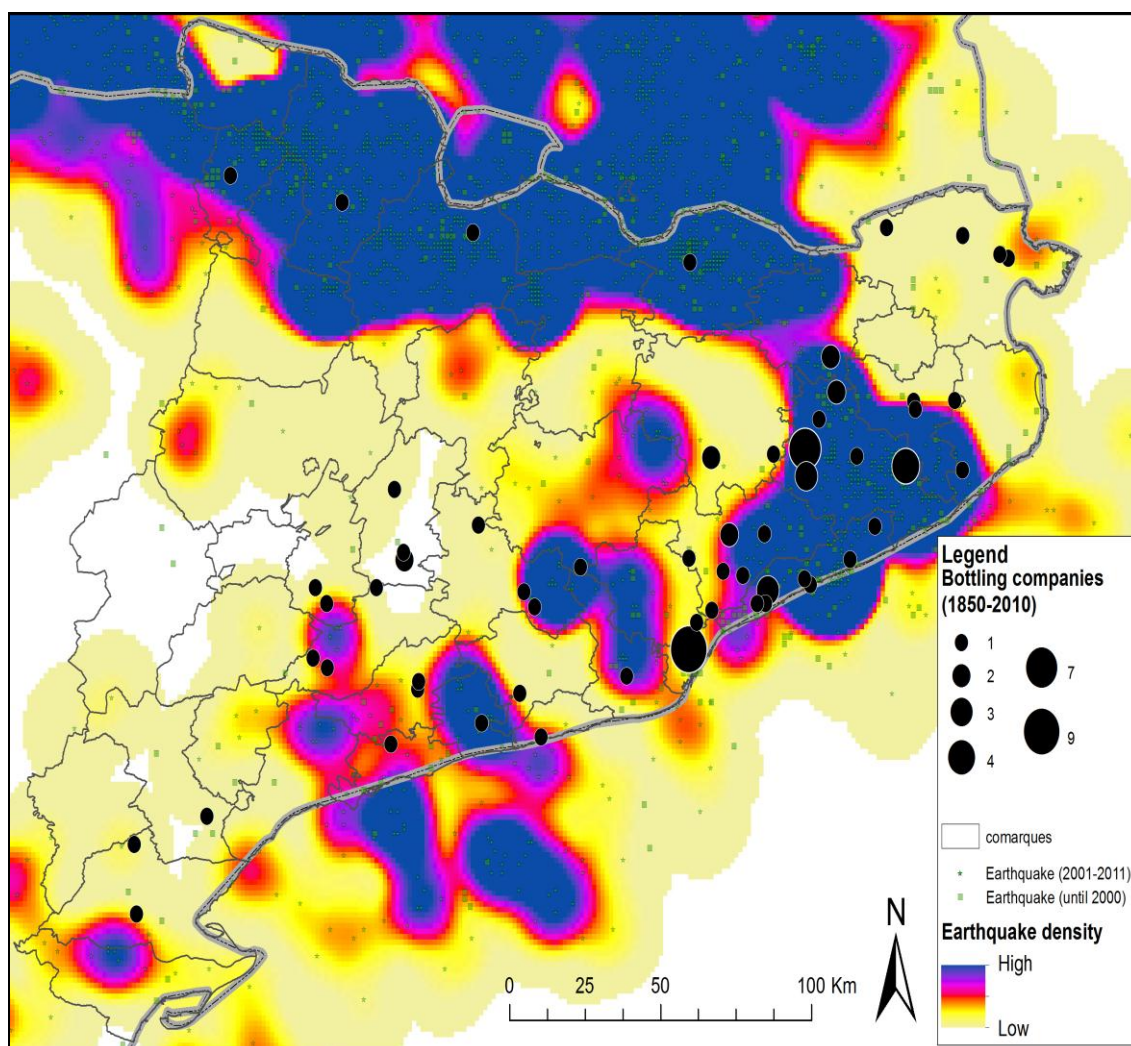 Legend
Bottling companies
(1850-2010)
1
2
3
4
7
9
comarques
Earthquake (2001-2011)
Earthquake (until 2000)
Earthquake density
High
Low
N
0 25 50 100 Km